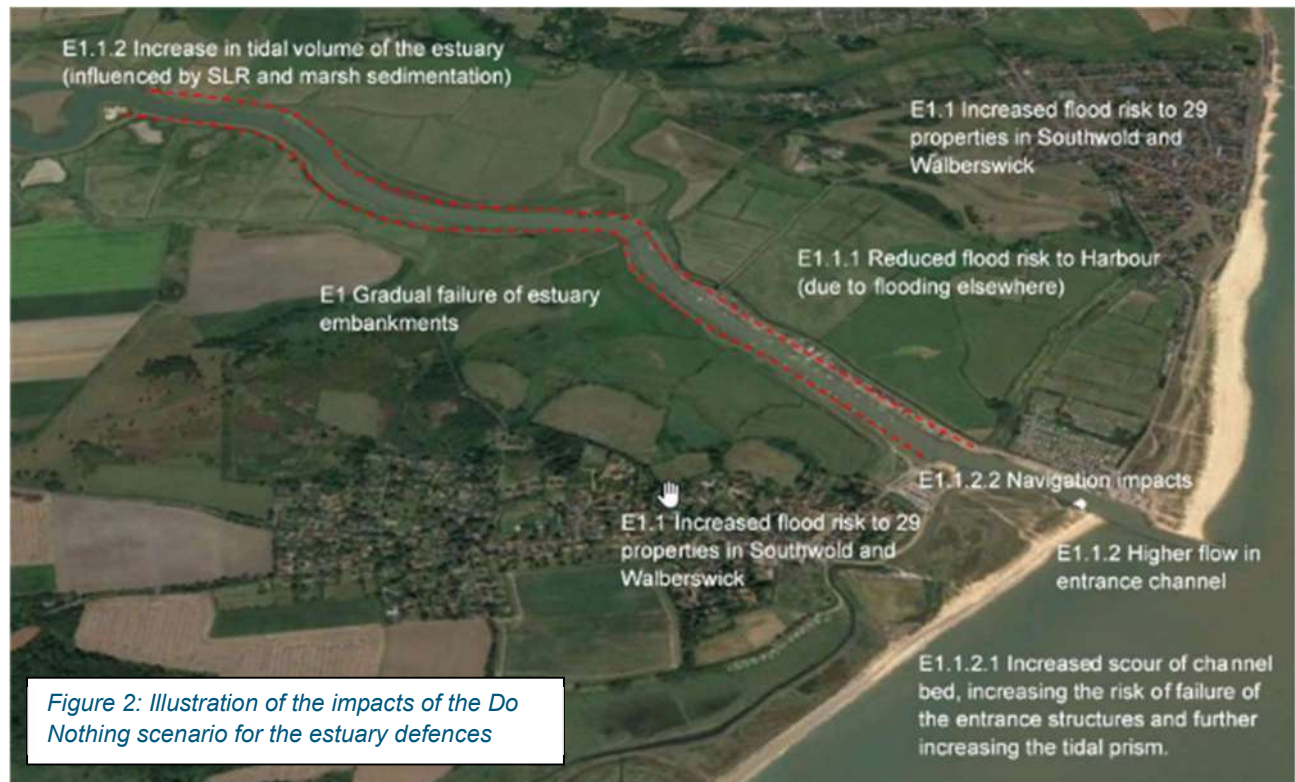 E1.1.2 Increase in tidal volume of the estuary
(influenced by SLR and marsh sedimentation)
E1.1 Increased flood risk to 29
properties in Southwold and
Walberswick
E1.1.1 Reduced flood risk to Harbour
(due to flooding elsewhere)
E1 Gradual failure of estuary
embankments
E1.1.2.2 Navigation impacts
E1.1 Increased flood risk to 29
properties in Southwold and
Walberswick
E1.1.2 Higher flow in
entrance channel
E1.1.2.1 Increased scour of channel
bed, increasing the risk of failure of
the entrance structures and further
increasing the tidal prism.
Figure 2: Illustration of the impacts of the Do
Nothing scenario for the estuary defences